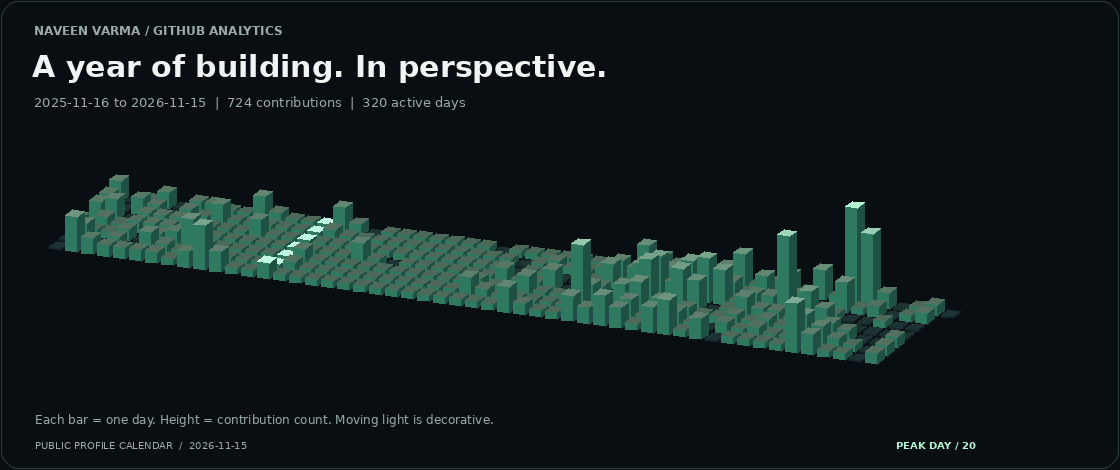 NAVEEN VARMA / GITHUB ANALYTICS
A year of building. In perspective.
2025-11-16 to 2026-11-15 | 724 contributions | 320 active days
Each bar = one day. Height = contribution count. Moving light is decorative.
PUBLIC PROFILE CALENDAR / 2026-11-15
PEAK DAY / 20